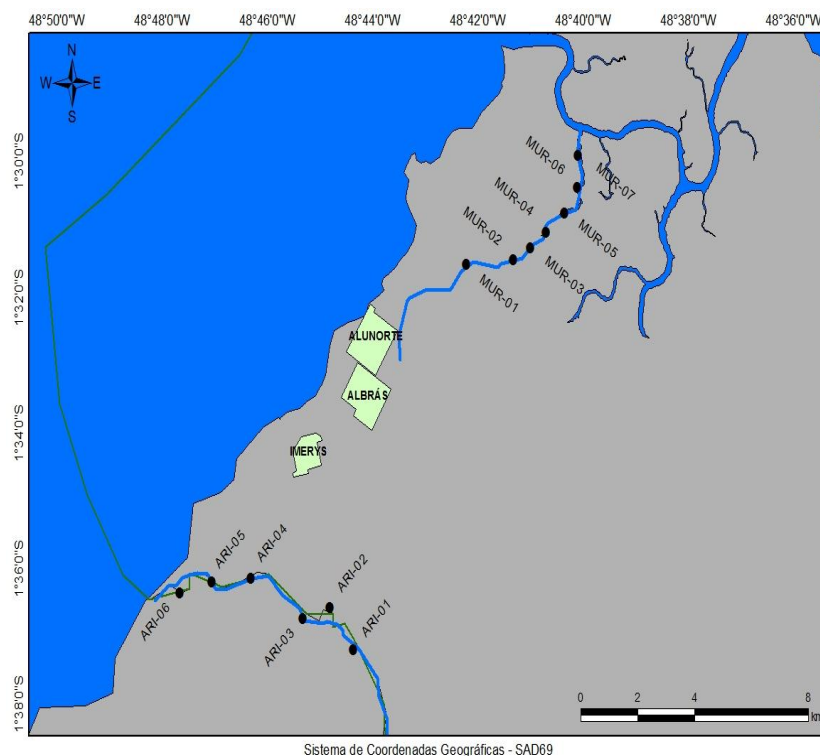 48°50'0"W 48°48'0"W 48°46'0"W 48°44'0"W 48°42'0"W 48°40'0"W 48°38'0"W 48°36'0"W
N
W E
S
1°30'0"S
MUR-06
MUR-07
MUR-04
MUR-05
MUR-02
MUR-03
MUR-01
1°32'0"S
ALUNORTE
ALBRÁS
1°34'0"S
IMERYS
1°36'0"S
ARI-05
ARI-04
ARI-02
ARI-06
ARI-03
ARI-01
1°38'0"S
0 2 4 8
km
Sistema de Coordenadas Geográficas - SAD69